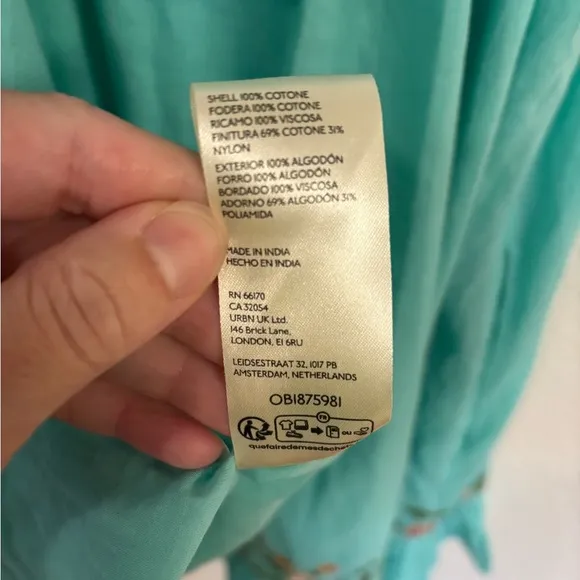 SHELL 100% COTONE
FODERA 100% COTONE
RICAMO 100% VISCOSA
FINITURA 69% COTONE 31%
NYLON
EXTERIOR 100% ALGODÓN
FORRO 100% ALGODÓN
BORDADO 100% VISCOSA
ADORNO 69% ALGODÓN 31%
POLIAMIDA
MADE IN INDIA
HECHO EN INDIA
RN 66170
CA 32054
URBN UK Ltd.
146 Brick Lane,
LONDON, E1 6RU
LEIDSESTRAAT 32, 1017 PB
AMSTERDAM, NETHERLANDS
OB1875981
FR
OU
quefairedemesdeche